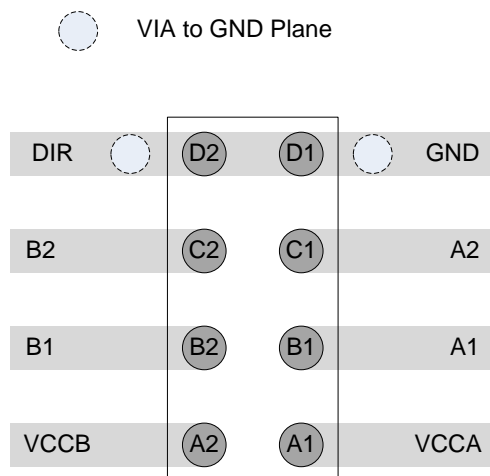 VIA to GND Plane
DIR D2 D1 GND
B2 C2 C1 A2
B1 B2 B1 A1
VCCB A2 A1 VCCA